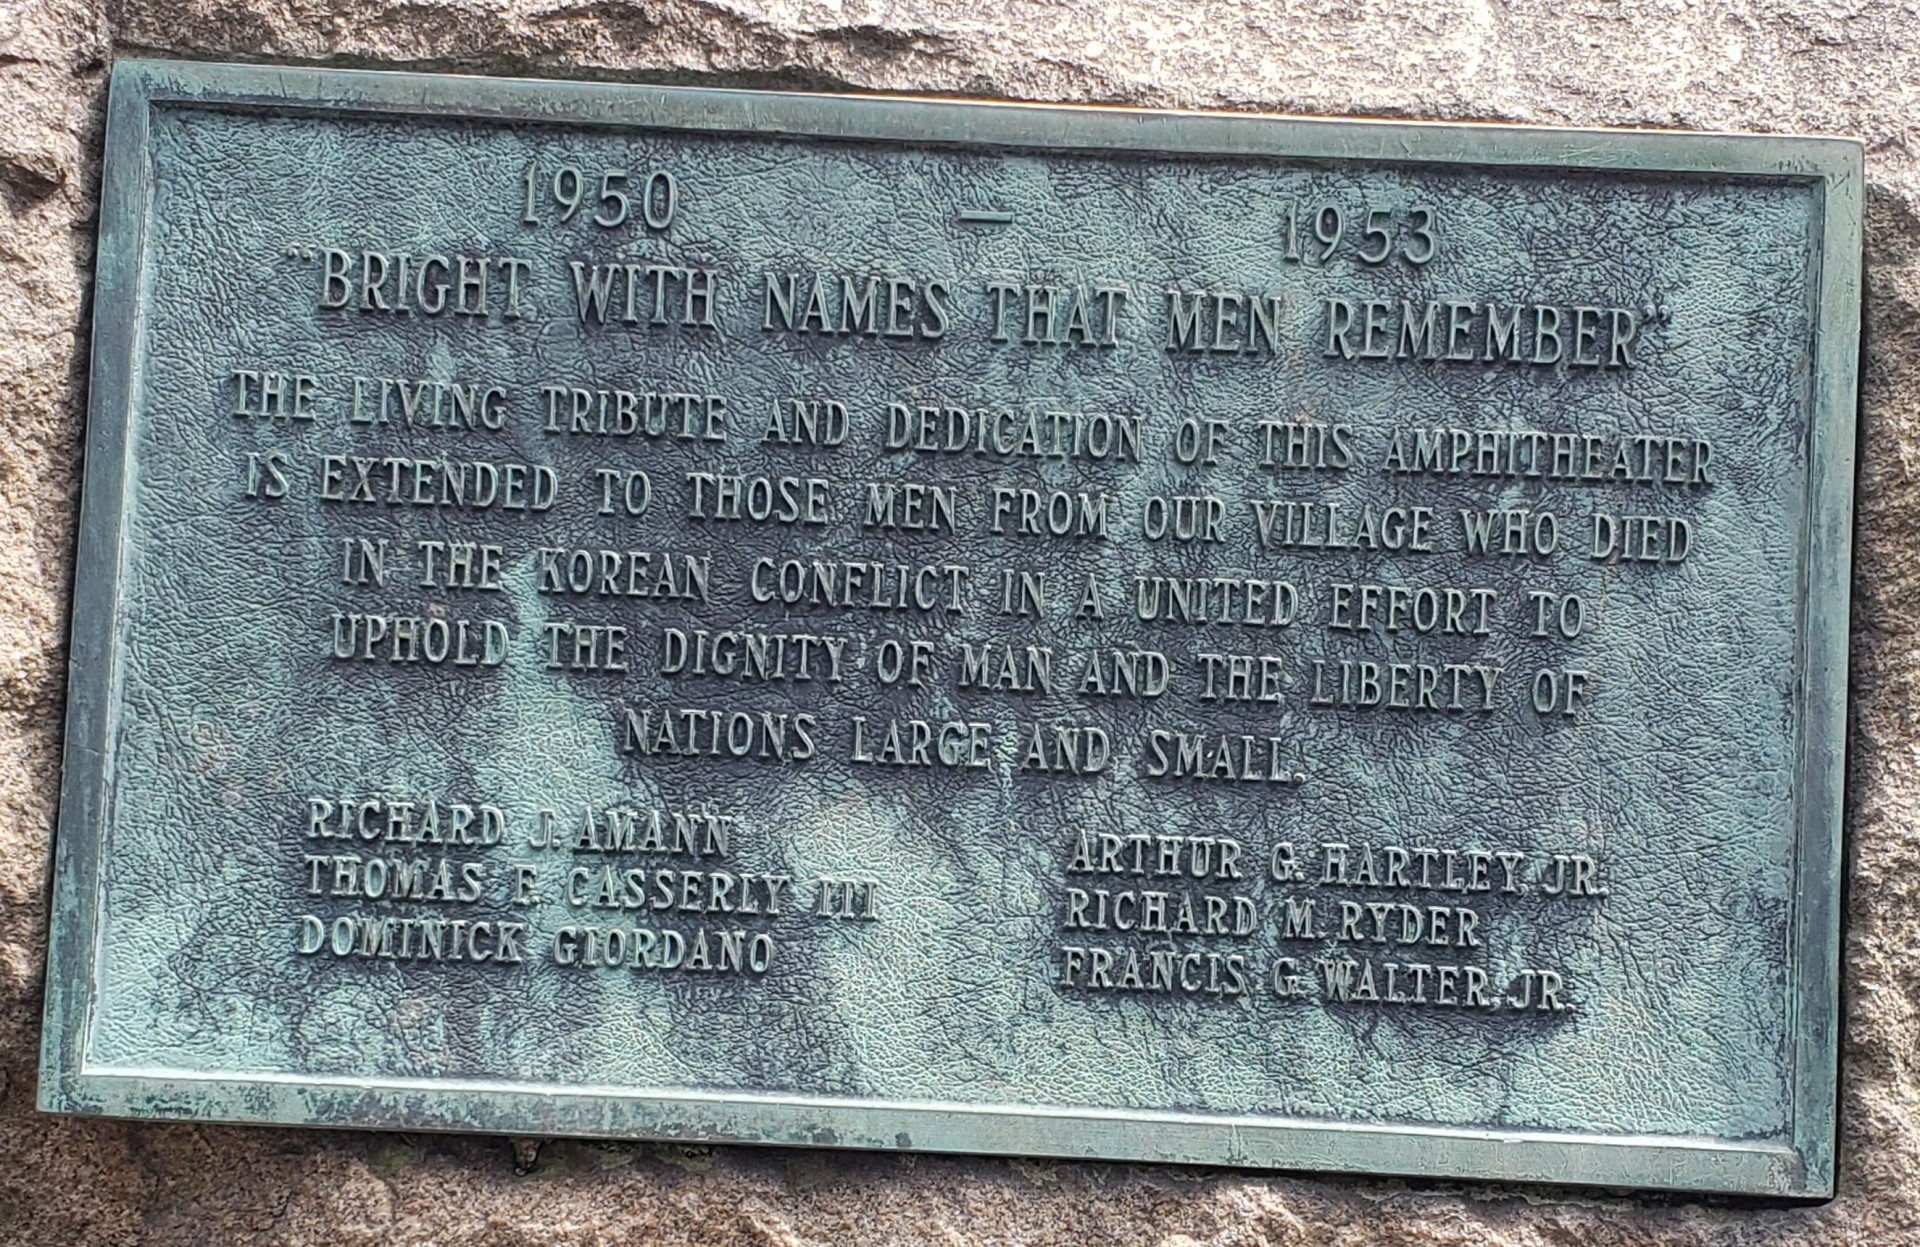 1950 — 1953
"BRIGHT WITH NAMES THAT MEN REMEMBER"
THE LIVING TRIBUTE AND DEDICATION OF THIS AMPHITHEATER
IS EXTENDED TO THOSE MEN FROM OUR VILLAGE WHO DIED
IN THE KOREAN CONFLICT IN A UNITED EFFORT TO
UPHOLD THE DIGNITY OF MAN AND THE LIBERTY OF
NATIONS LARGE AND SMALL.
RICHARD J. AMANN
THOMAS E. CASSERLY III
DOMINICK GIORDANO
ARTHUR G. HARTLEY, JR.
RICHARD M. RYDER
FRANCIS G. WALTER, JR.